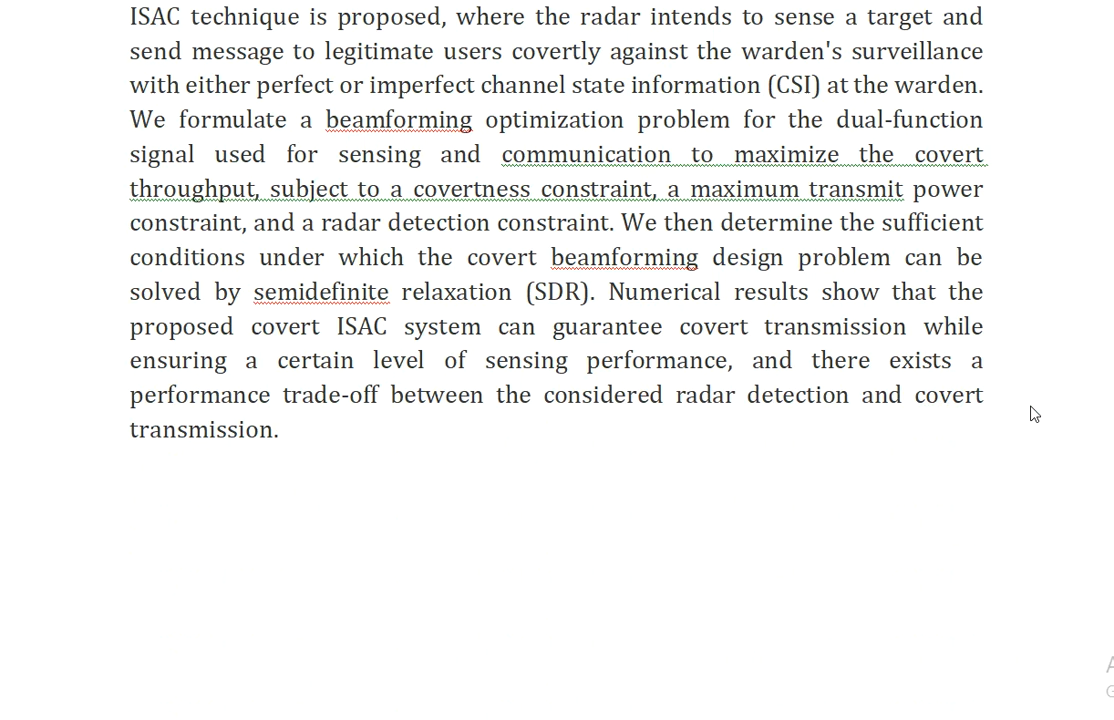 ISAC technique is proposed, where the radar intends to sense a target and
send message to legitimate users covertly against the warden's surveillance
with either perfect or imperfect channel state information (CSI) at the warden.
We formulate a beamforming optimization problem for the dual-function
signal used for sensing and communication to maximize the covert
throughput, subject to a covertness constraint, a maximum transmit power
constraint, and a radar detection constraint. We then determine the sufficient
conditions under which the covert beamforming design problem can be
solved by semidefinite relaxation (SDR). Numerical results show that the
proposed covert ISAC system can guarantee covert transmission while
ensuring a certain level of sensing performance, and there exists a
performance trade-off between the considered radar detection and covert
transmission.